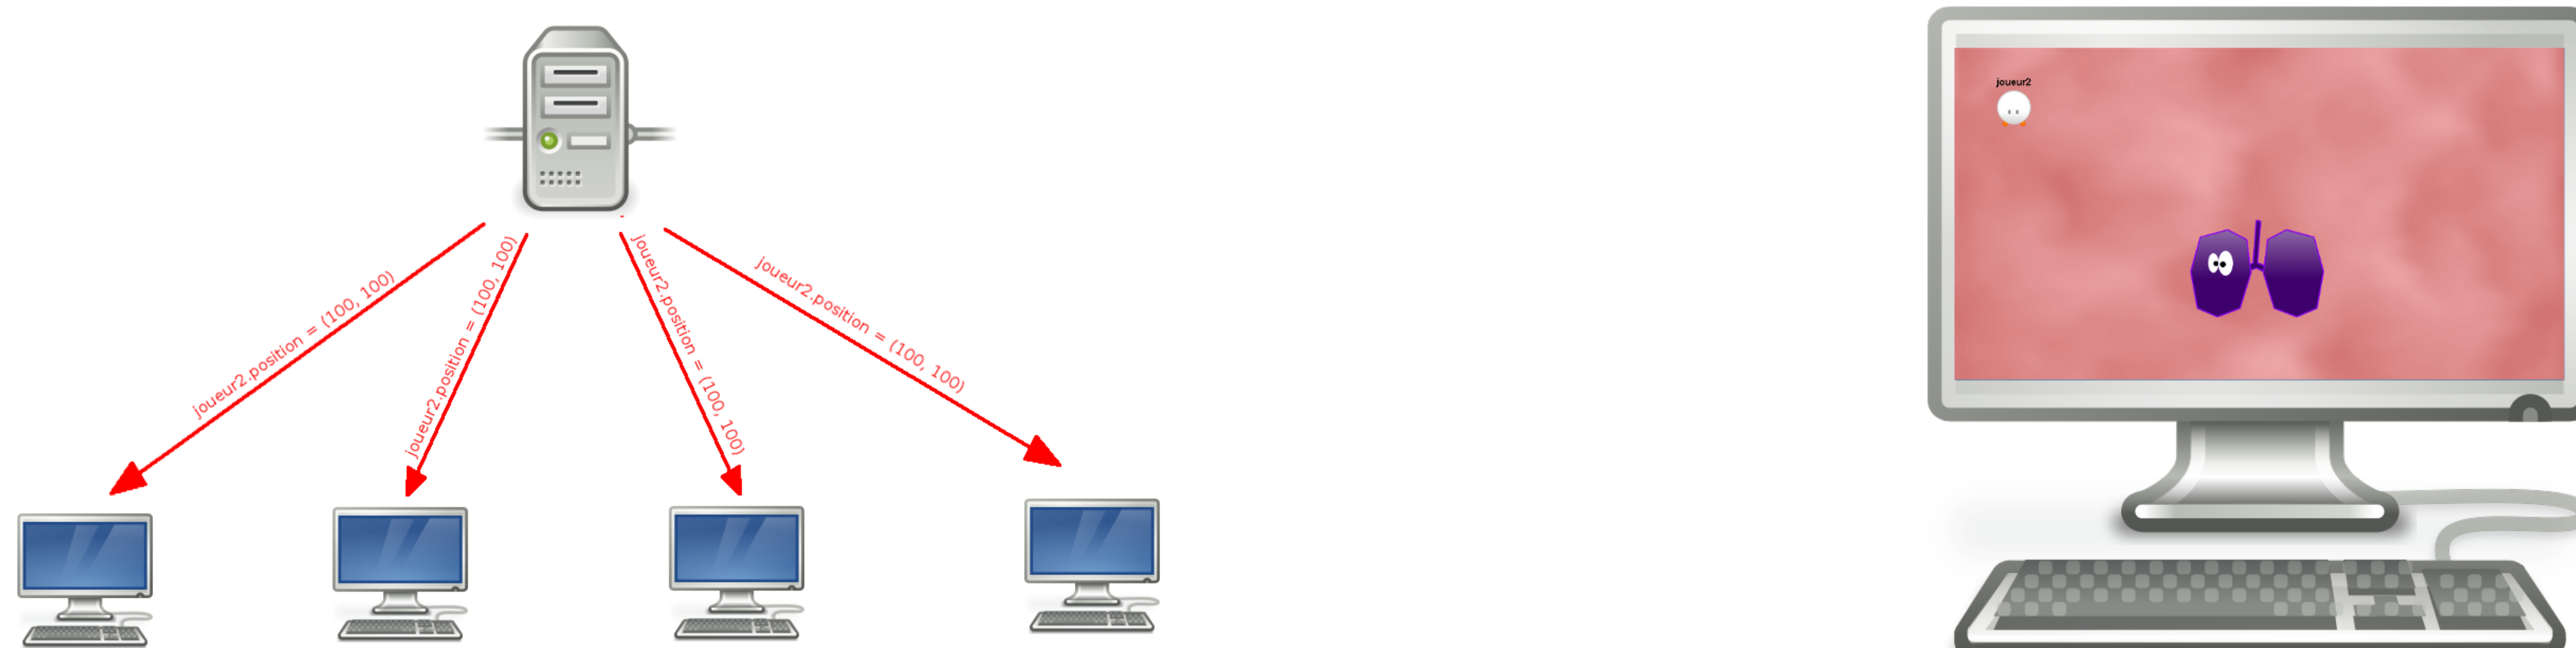 joueur2.position = (100, 100)
joueur2.position = (100, 100)
joueur2.position = (100, 100)
joueur2.position = (100, 100)
joueur2